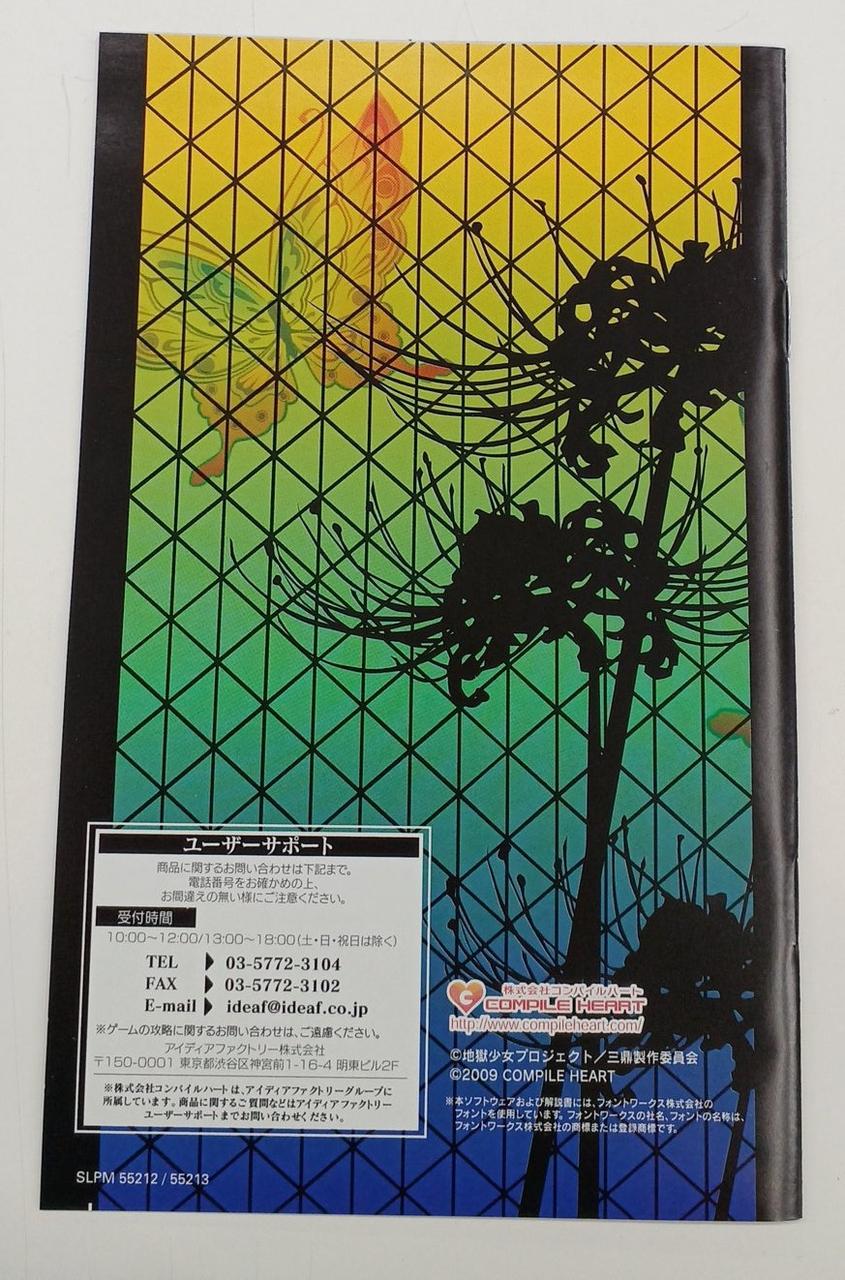 ユーザーサポート
商品に関するお問い合わせは下記まで。
電話番号をお確かめの上、
お間違えの無い様にご注意ください。
受付時間
10:00〜12:00/13:00〜18:00(土・日・祝日は除く)
TEL ▶ 03-5772-3104
FAX ▶ 03-5772-3102
E-mail ▶ ideaf@ideaf.co.jp
※ゲームの攻略に関するお問い合わせは、ご遠慮ください。
アイディアファクトリー株式会社
〒150-0001 東京都渋谷区神宮前1-16-4 明東ビル2F
※株式会社コンパイルハートは、アイディアファクトリーグループに
所属しています。商品に関するご質問などはアイディアファクトリー
ユーザーサポートまでお問い合わせください。
SLPM 55212 / 55213
株式会社コンパイルハート
COMPILE HEART
http://www.compileheart.com/
©地獄少女プロジェクト／三鼎製作委員会
©2009 COMPILE HEART
※本ソフトウェアおよび解説書には、フォントワークス株式会社の
フォントを使用しています。フォントワークスの社名、フォントの名称は、
フォントワークス株式会社の商標または登録商標です。